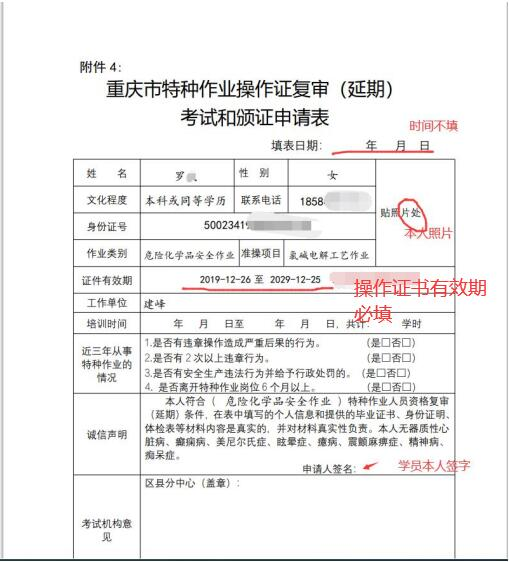 附件 4：
重庆市特种作业操作证复审（延期）
考试和颁证申请表
时间不填
填表日期： 年 月 日
姓 名 罗 性 别 女
文化程度 本科或同等学历 联系电话 1858
贴照片处
身份证号 50023419
本人照片
作业类别 危险化学品安全作业 准操项目 氯碱电解工艺作业
证件有效期 2019-12-26 至 2029-12-25
操作证书有效期
必填
工作单位 建峰
培训时间 年 月 日至 年 月 日，共计： 学时
近三年从事
特种作业的
情况
1.是否有违章操作造成严重后果的行为。 （是□否□）
2.是否有 2 次以上违章行为。 （是□否□）
3.是否有安全生产违法行为并给予行政处罚的。（是□否□）
4. 是否离开特种作业岗位 6 个月以上。 （是□否□）
诚信声明
本人符合（ 危险化学品安全作业 ）特种作业人员资格复审
（延期）条件，在表中填写的个人信息和提供的毕业证书、身份证明、
体检表等材料内容是真实的，并对材料真实性负责。本人无器质性心
脏病、癫痫病、美尼尔氏症、眩晕症、癔病、震颤麻痹症、精神病、
痴呆症。
申请人签名： 学员本人签字
考试机构意
见
区县分中心（盖章）：